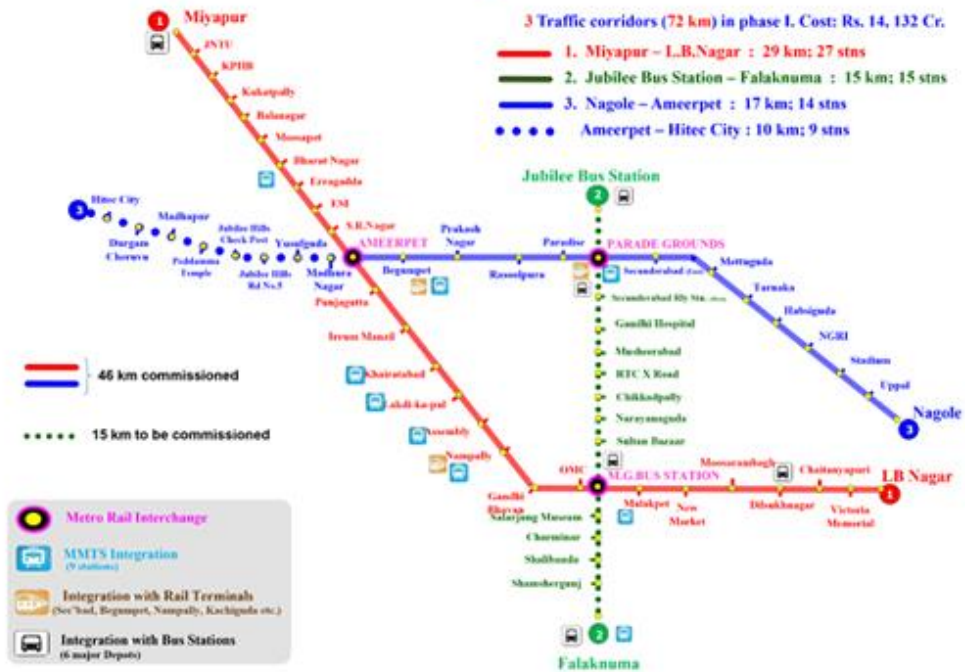 1
Miyapur
3 Traffic corridors (72 km) in phase I. Cost: Rs. 14, 132 Cr.
1. Miyapur – L.B.Nagar : 29 km; 27 stns
2. Jubilee Bus Station – Falaknuma : 15 km; 15 stns
3. Nagole – Ameerpet : 17 km; 14 stns
Ameerpet – Hitec City : 10 km; 9 stns
JNTU
KPHB
Kukatpally
Balanagar
Moosapet
Bharat Nagar
Erragadda
ESI
S.R.Nagar
Jubilee Bus Station
2
3
Hitec City
Durgam
Cheruvu
Madhapur
Peddamma
Temple
Jubilee Hills
Check Post
Jubilee Hills
Rd No.5
Yusufguda
Madhura
Nagar
AMEERPET
Begumpet
Prakash
Nagar
Rasoolpura
Paradise
PARADE GROUNDS
Secunderabad
Mettuguda
Tarnaka
Habsiguda
NGRI
Stadium
Uppal
Nagole
3
Punjagutta
Irrum Manzil
Khairatabad
Lakdi-ka-pul
Assembly
Nampally
Gandhi
Bhavan
OMC
Secunderabad Rly Stn.
Gandhi Hospital
Musheerabad
RTC X Road
Chikkadpally
Narayanaguda
Sultan Bazaar
M.G.BUS STATION
Malakpet
New
Market
Moosarambagh
Dilsukhnagar
Chaitanyapuri
Victoria
Memorial
LB Nagar
1
Salarjung Museum
Charminar
Shalibanda
Shamsherganj
2
Falaknuma
46 km commissioned
15 km to be commissioned
Metro Rail Interchange
MMTS Integration
(9 stations)
Integration with Rail Terminals
(Sec'bad, Begumpet, Nampally, Kachiguda etc.)
Integration with Bus Stations
(6 major Depots)